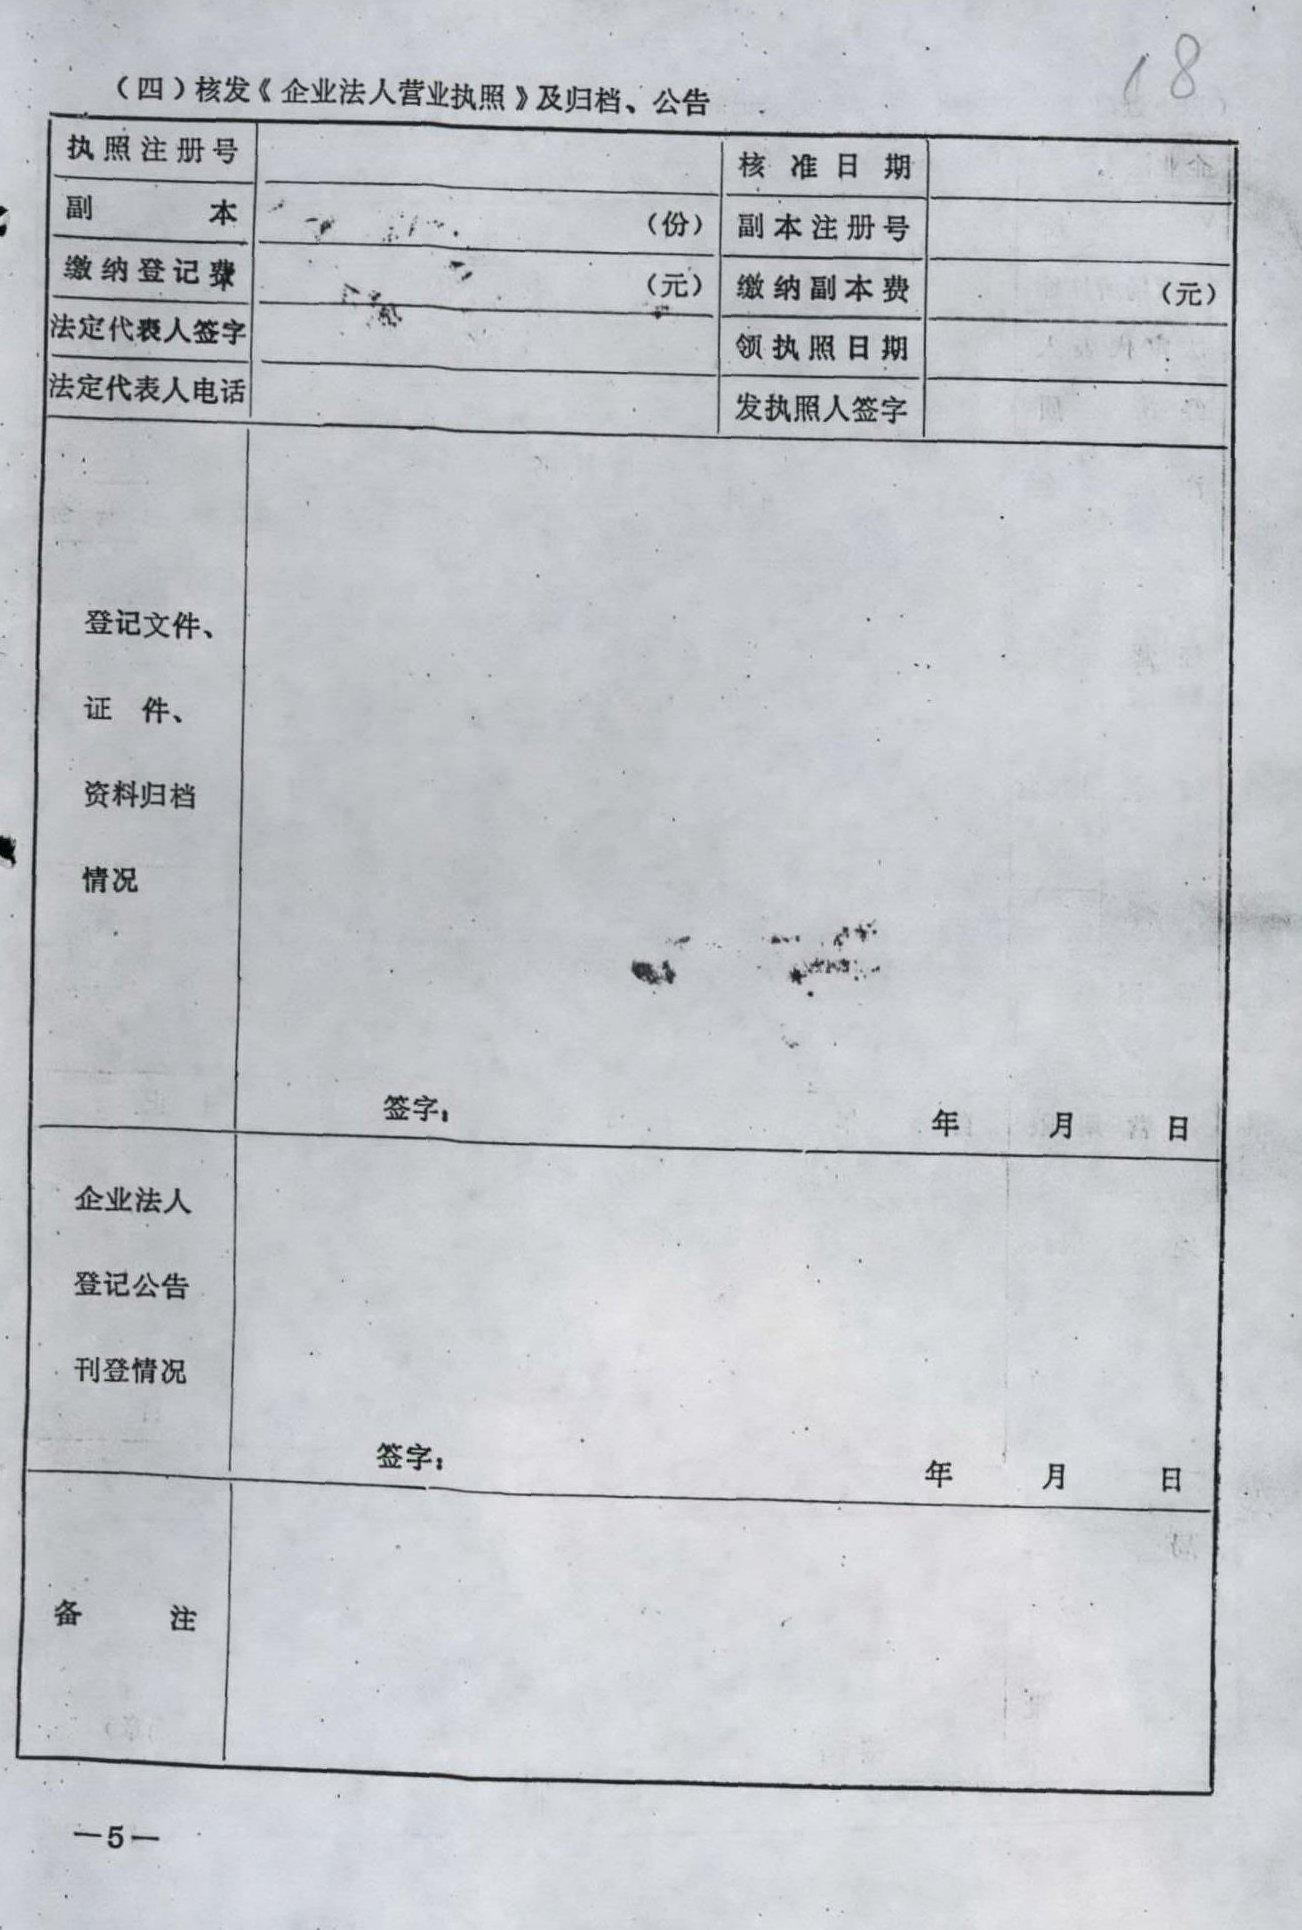 18
（四）核发《企业法人营业执照》及归档、公告
执照注册号 核准日期
副本 （份） 副本注册号
缴纳登记费 （元） 缴纳副本费 （元）
法定代表人签字 领执照日期
法定代表人电话 发执照人签字
登记文件、
证 件、
资料归档
情况
签字： 年 月 日
企业法人
登记公告
刊登情况
签字： 年 月 日
备 注
—5—